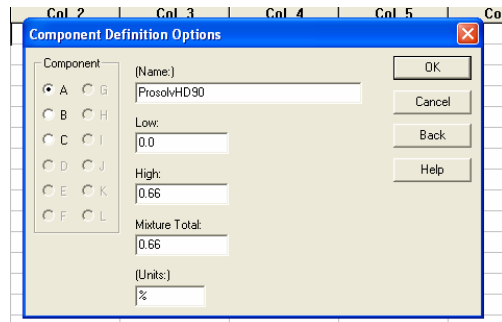 Col 2 Col 3 Col 4 Col 5 Co
Component Definition Options
Component
A G
B H
C I
D J
E K
F L
(Name:)
ProsolvHD90
Low:
0.0
High:
0.66
Mixture Total:
0.66
(Units:)
%
OK
Cancel
Back
Help